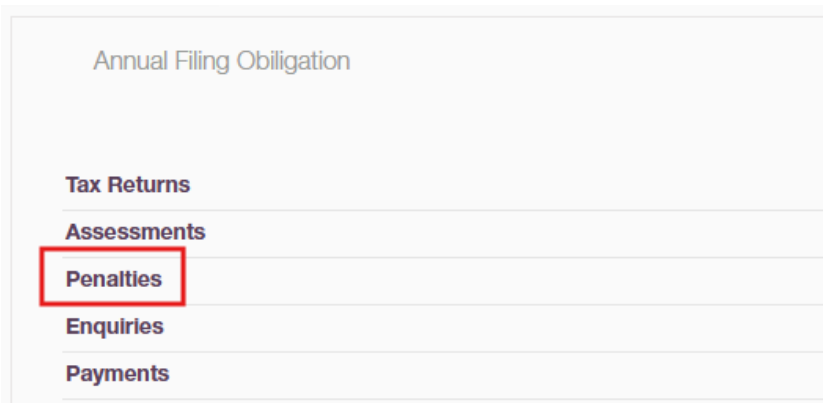 Annual Filing Obiligation
Tax Returns
Assessments
Penalties
Enquiries
Payments